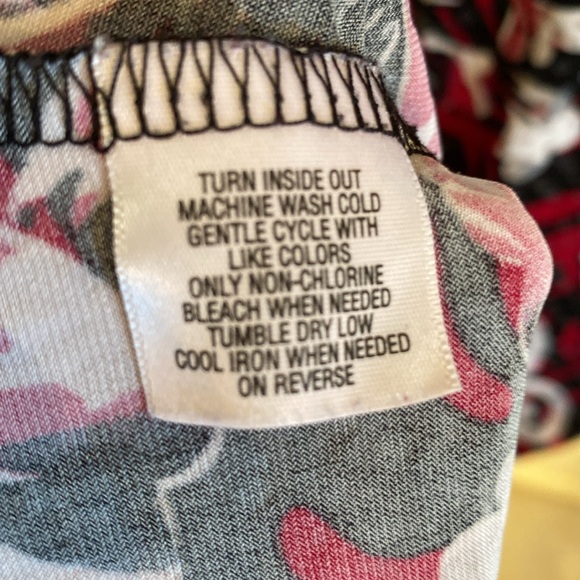 TURN INSIDE OUT
MACHINE WASH COLD
GENTLE CYCLE WITH
LIKE COLORS
ONLY NON-CHLORINE
BLEACH WHEN NEEDED
TUMBLE DRY LOW
COOL IRON WHEN NEEDED
ON REVERSE